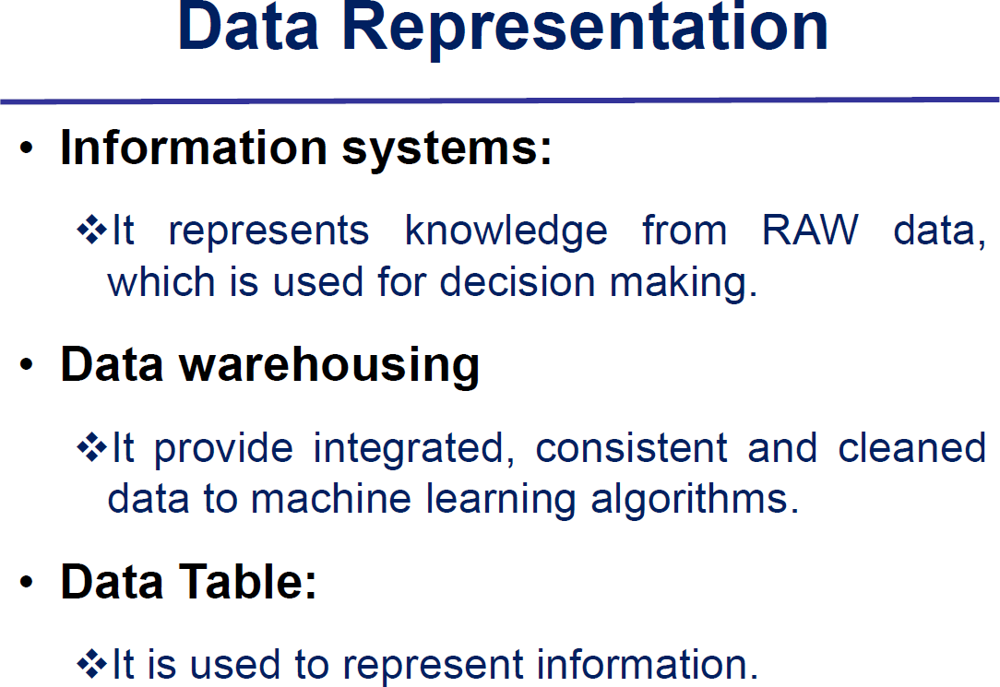 Data Representation
• Information systems:
❖It represents knowledge from RAW data,
which is used for decision making.
• Data warehousing
❖It provide integrated, consistent and cleaned
data to machine learning algorithms.
• Data Table:
❖It is used to represent information.